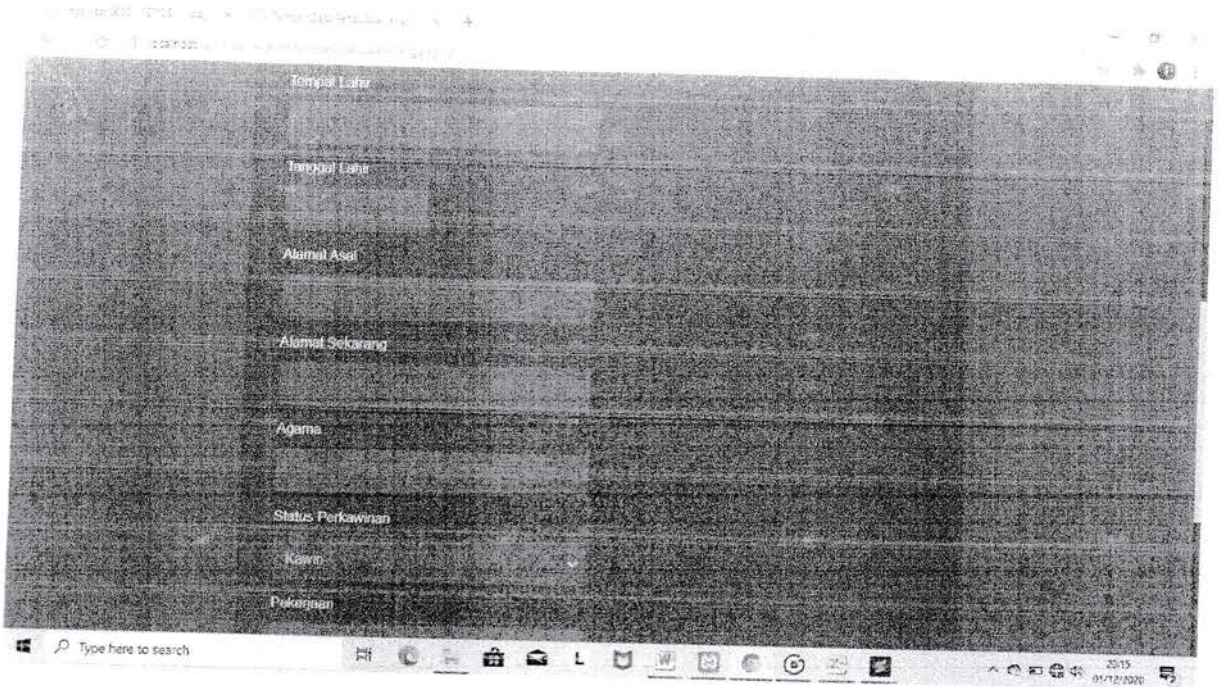 Tempat Lahir
Tanggal Lahir
Alamat Asal
Alamat Sekarang
Agama
Status Perkawinan
Kawin
Pekerjaan
Type here to search
L
W
20:15
01/12/2020